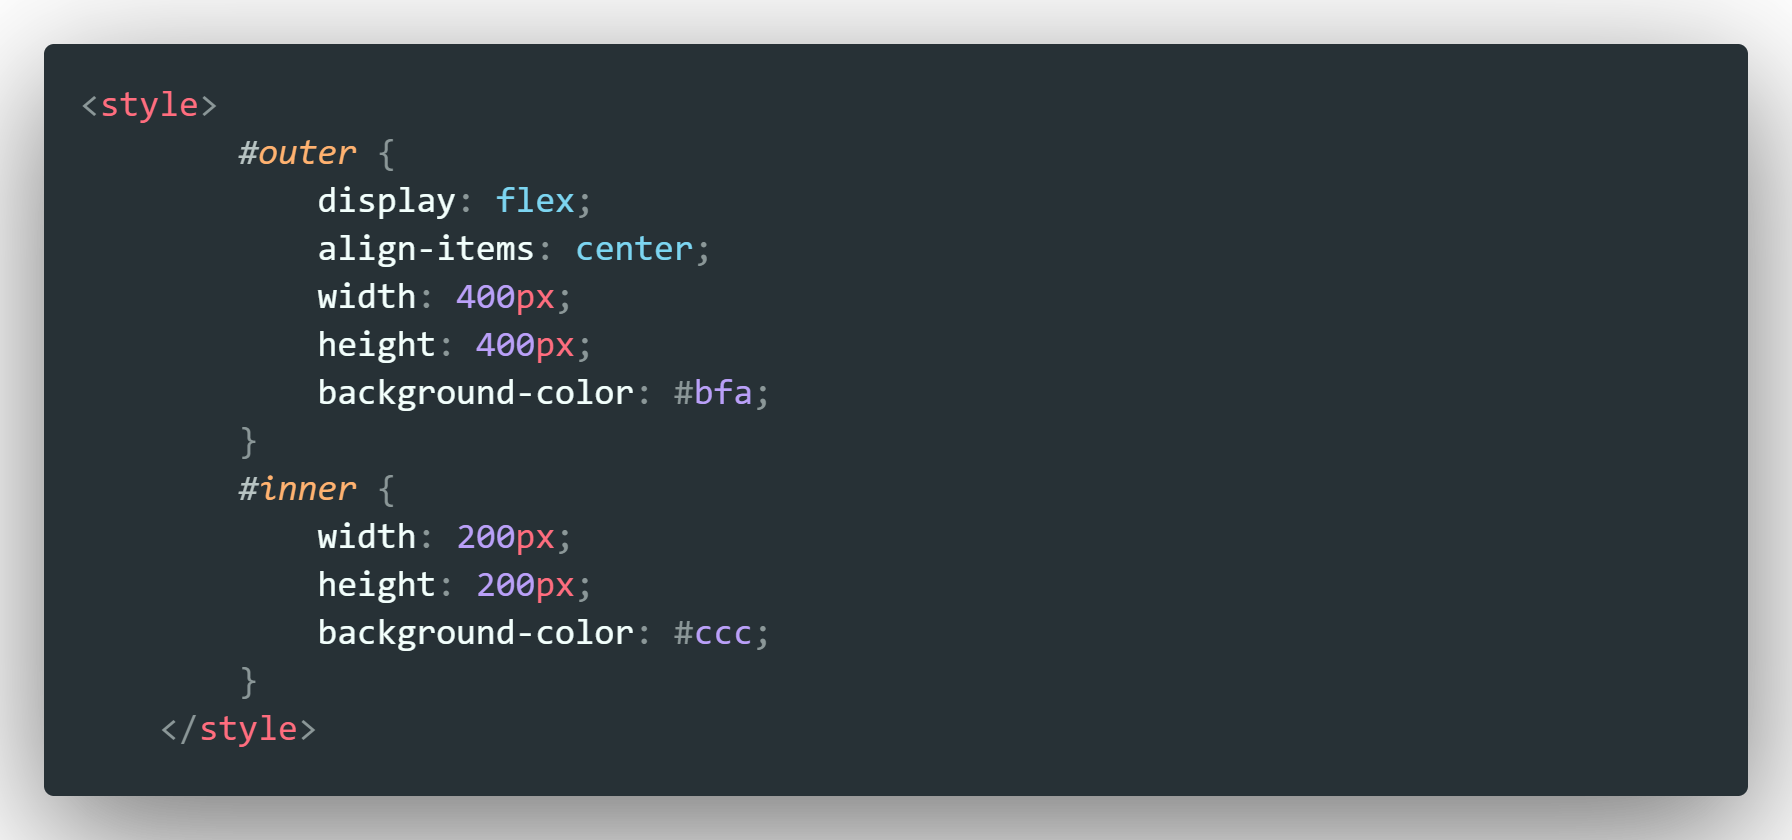 <style>
        #outer {
            display: flex;
            align-items: center;
            width: 400px;
            height: 400px;
            background-color: #bfa;
        }
        #inner {
            width: 200px;
            height: 200px;
            background-color: #ccc;
        }
    </style>